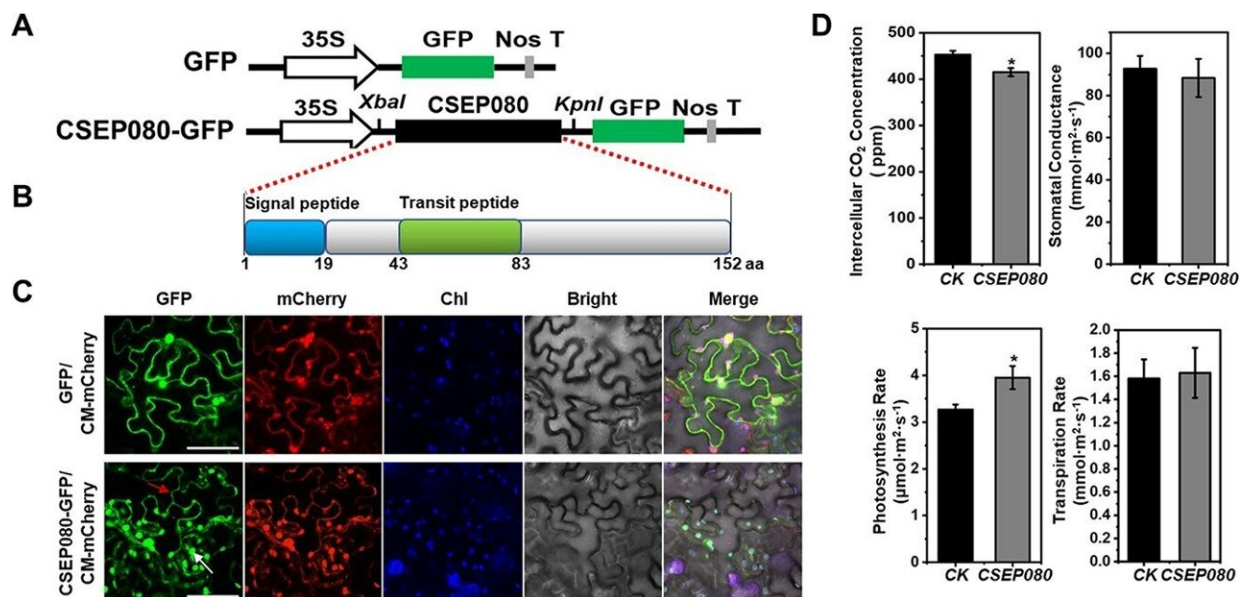 A
35S
GFP
Nos T
GFP
35S
XbaI
CSEP080
KpnI
GFP
Nos T
CSEP080-GFP
B
Signal peptide
Transit peptide
1
19
43
83
152 aa
C
GFP
mCherry
Chl
Bright
Merge
GFP/
CM-mCherry
CSEP080-GFP/
CM-mCherry
D
Intercellular CO2 Concentration
( ppm)
500
400
300
200
100
0
*
CK
CSEP080
Stomatal Conductance
(mmol·m²·s⁻¹)
100
80
60
40
20
0
CK
CSEP080
Photosynthesis Rate
(μmol·m²·s⁻¹)
6
5
4
3
2
1
0
*
CK
CSEP080
Transpiration Rate
(mmol·m²·s⁻¹)
2.0
1.8
1.6
1.4
1.2
1.0
0.8
0.6
0.4
0.2
0.0
CK
CSEP080